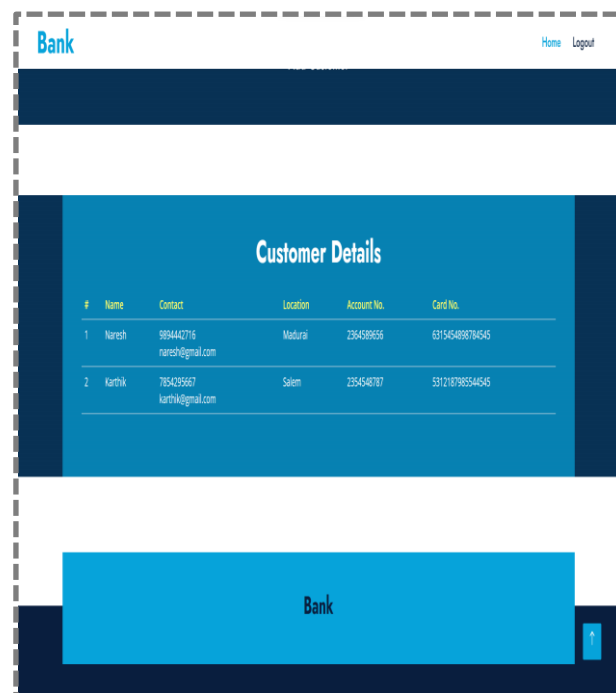 Bank
Home Logout
Customer Details
# Name Contact Location Account No. Card No.
1 Naresh 9894442716 Madurai 2364589656 6315454898784545
naresh@gmail.com
2 Karthik 7854295667 Salem 2354548787 5312187985544545
karthik@gmail.com
Bank